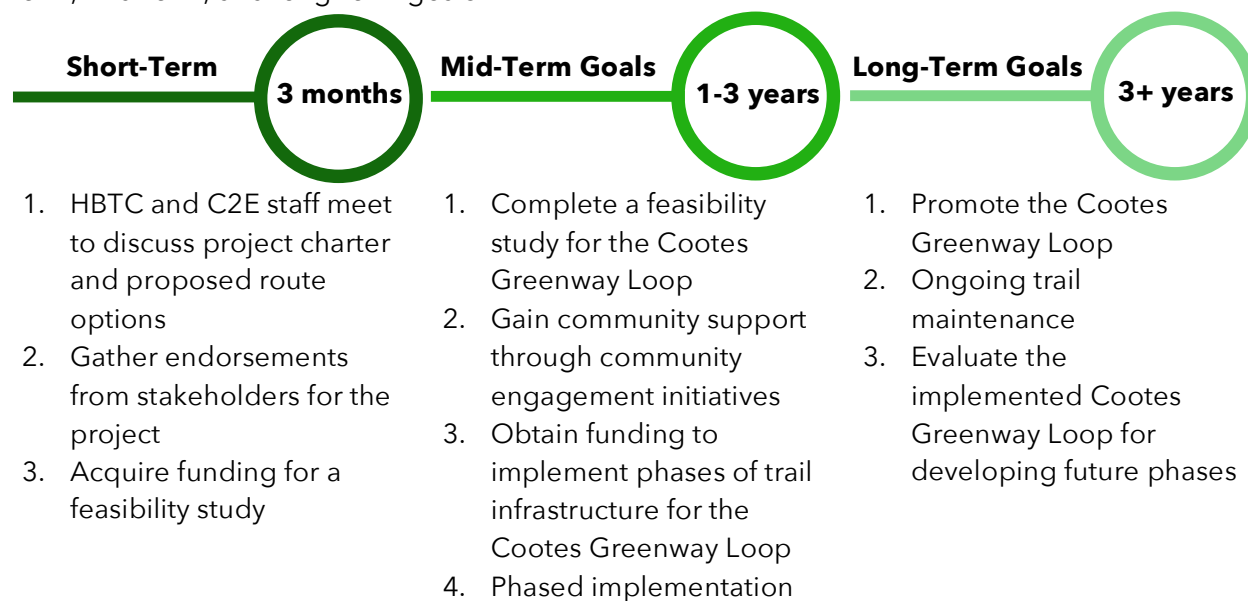 Short-Term
3 months
1. HBTC and C2E staff meet
to discuss project charter
and proposed route
options
2. Gather endorsements
from stakeholders for the
project
3. Acquire funding for a
feasibility study
Mid-Term Goals
1-3 years
1. Complete a feasibility
study for the Cootes
Greenway Loop
2. Gain community support
through community
engagement initiatives
3. Obtain funding to
implement phases of trail
infrastructure for the
Cootes Greenway Loop
4. Phased implementation
Long-Term Goals
3+ years
1. Promote the Cootes
Greenway Loop
2. Ongoing trail
maintenance
3. Evaluate the
implemented Cootes
Greenway Loop for
developing future phases